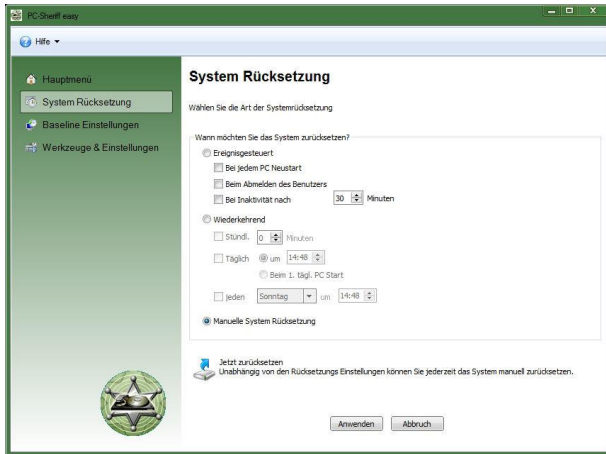 PC-Sheriff easy
Hilfe
Hauptmenü
System Rücksetzung
Baseline Einstellungen
Werkzeuge & Einstellungen
System Rücksetzung
Wählen Sie die Art der Systemrücksetzung
Wann möchten Sie das System zurücksetzen?
Ereignisgesteuert
Bei jedem PC Neustart
Beim Abmelden des Benutzers
Bei Inaktivität nach 30 Minuten
Wiederkehrend
Stündl. 0 Minuten
Täglich um 14:48
Beim 1. tägl. PC Start
jeden Sonntag um 14:48
Manuelle System Rücksetzung
Jetzt zurücksetzen
Unabhängig von den Rücksetzungs Einstellungen können Sie jederzeit das System manuell zurücksetzen.
Anwenden Abbruch